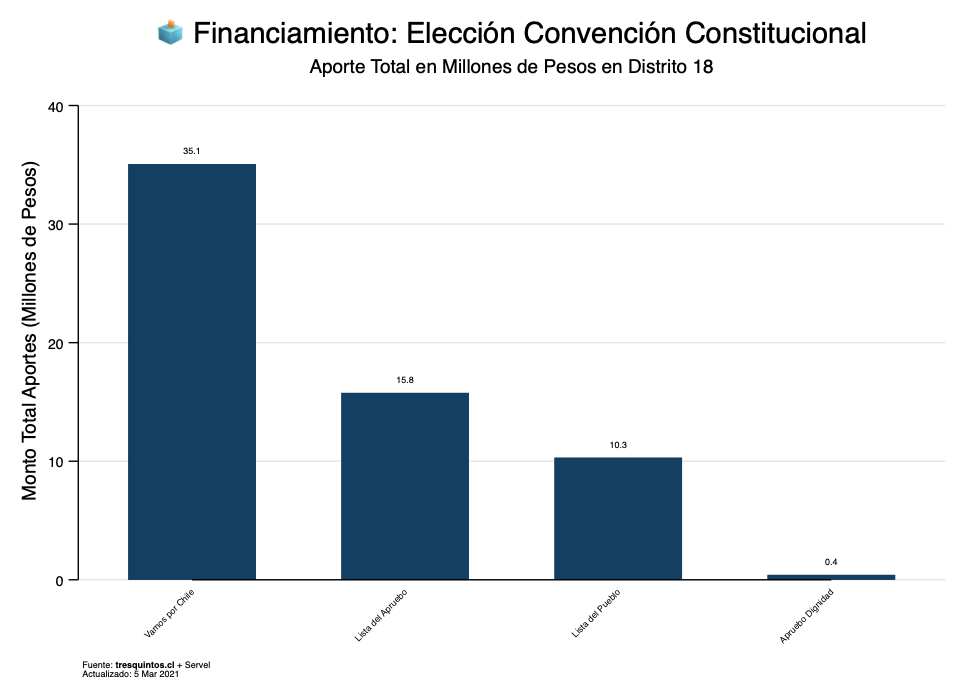 Financiamiento: Elección Convención Constitucional
Aporte Total en Millones de Pesos en Distrito 18
Monto Total Aportes (Millones de Pesos)
40
30
20
10
0
35.1
15.8
10.3
0.4
Vamos por Chile
Lista del Apruebo
Lista del Pueblo
Apruebo Dignidad
Fuente: tresquintos.cl + Servel
Actualizado: 5 Mar 2021